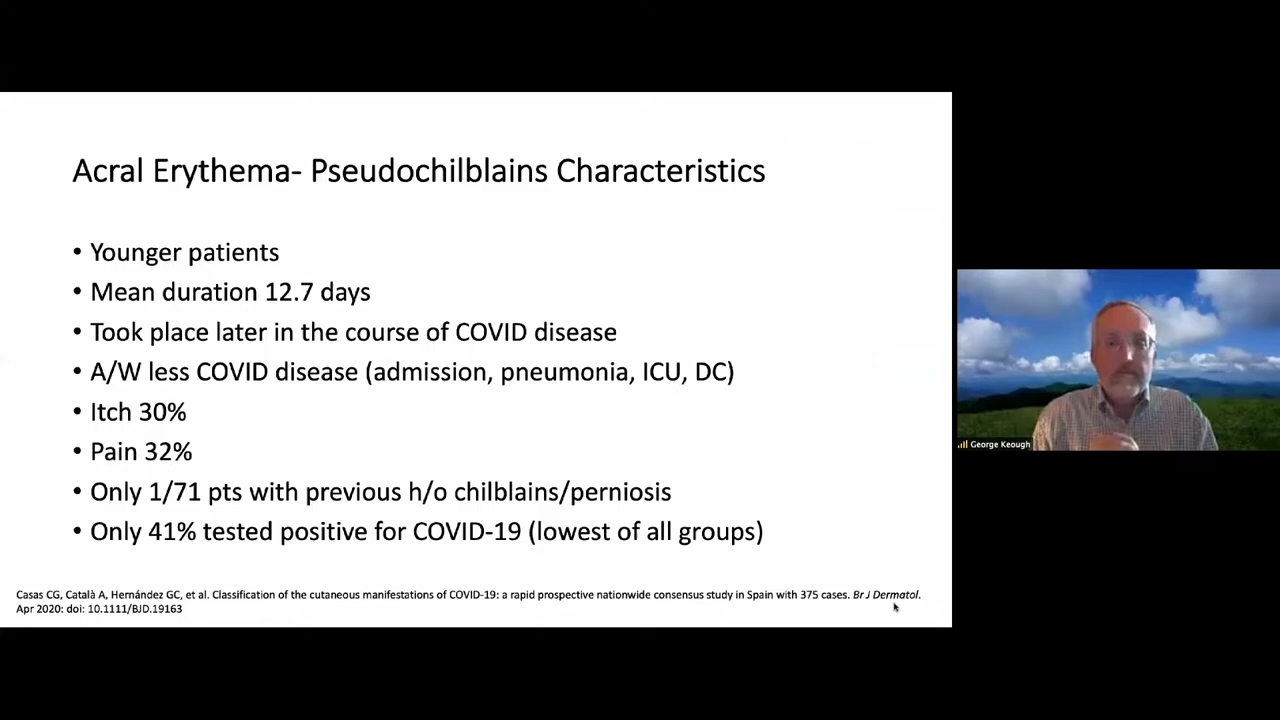 Acral Erythema- Pseudochilblains Characteristics
• Younger patients
• Mean duration 12.7 days
• Took place later in the course of COVID disease
• A/W less COVID disease (admission, pneumonia, ICU, DC)
• Itch 30%
• Pain 32%
• Only 1/71 pts with previous h/o chilblains/perniosis
• Only 41% tested positive for COVID-19 (lowest of all groups)
Casas CG, Català A, Hernández GC, et al. Classification of the cutaneous manifestations of COVID-19: a rapid prospective nationwide consensus study in Spain with 375 cases. Br J Dermatol.
Apr 2020: doi: 10.1111/BJD.19163
George Keough